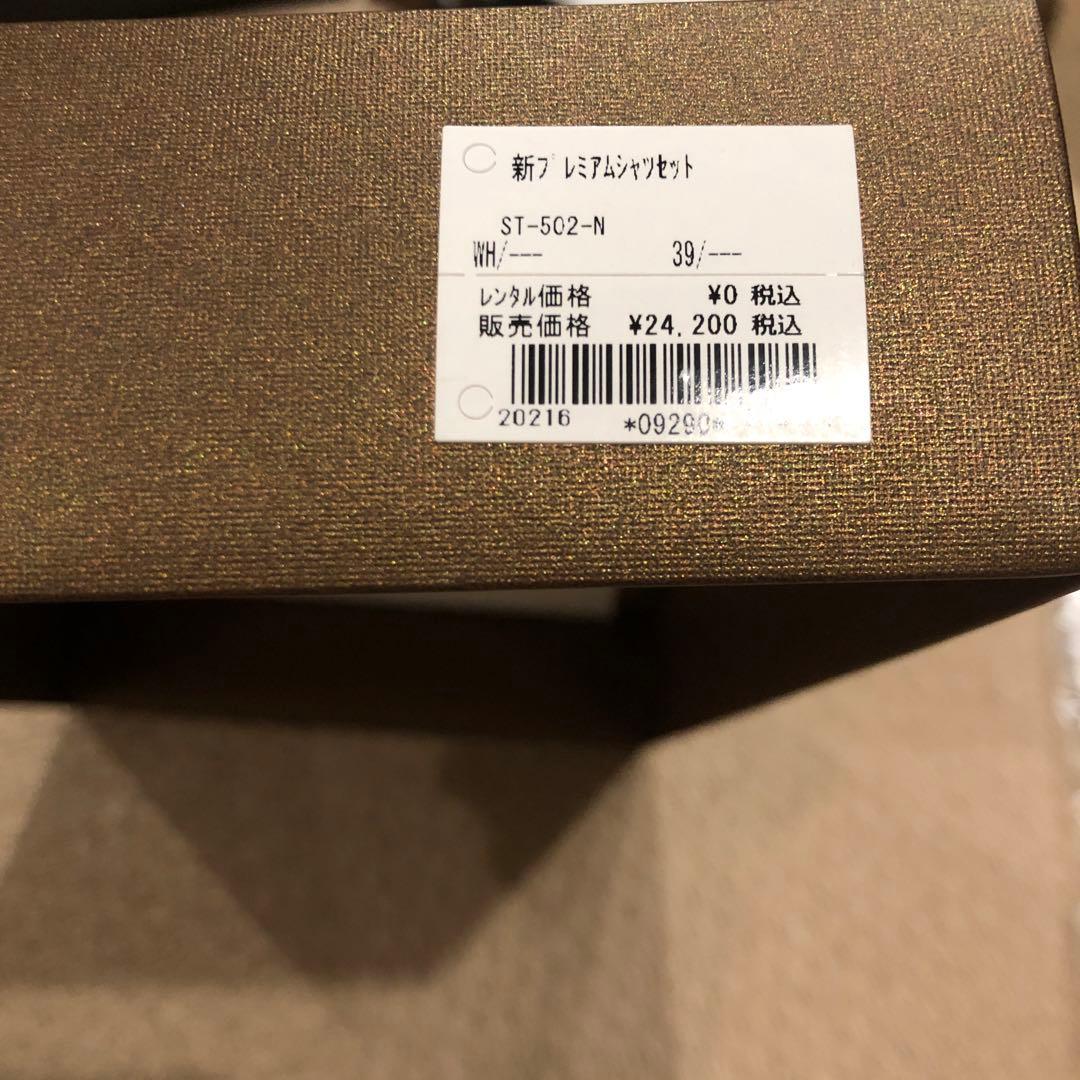 新プレミアムシャツセット
ST-502-N
WH/--- 39/---
レンタル価格 ¥0 税込
販売価格 ¥24,200 税込
20216 *09290